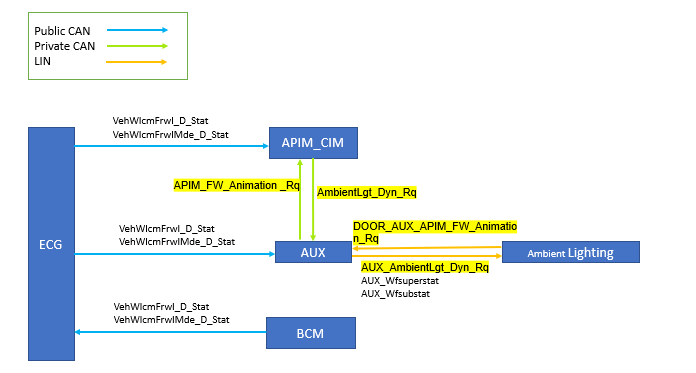 Public CAN
Private CAN
LIN
VehWlcmFrwl_D_Stat
VehWlcmFrwlMde_D_Stat
APIM_CIM
APIM_FW_Animation _Rq
AmbientLgt_Dyn_Rq
DOOR_AUX_APIM_FW_Animatio
n_Rq
VehWlcmFrwl_D_Stat
VehWlcmFrwlMde_D_Stat
ECG
AUX
Ambient Lighting
AUX_AmbientLgt_Dyn_Rq
AUX_Wfsuperstat
AUX_Wfsubstat
VehWlcmFrwl_D_Stat
VehWlcmFrwlMde_D_Stat
BCM